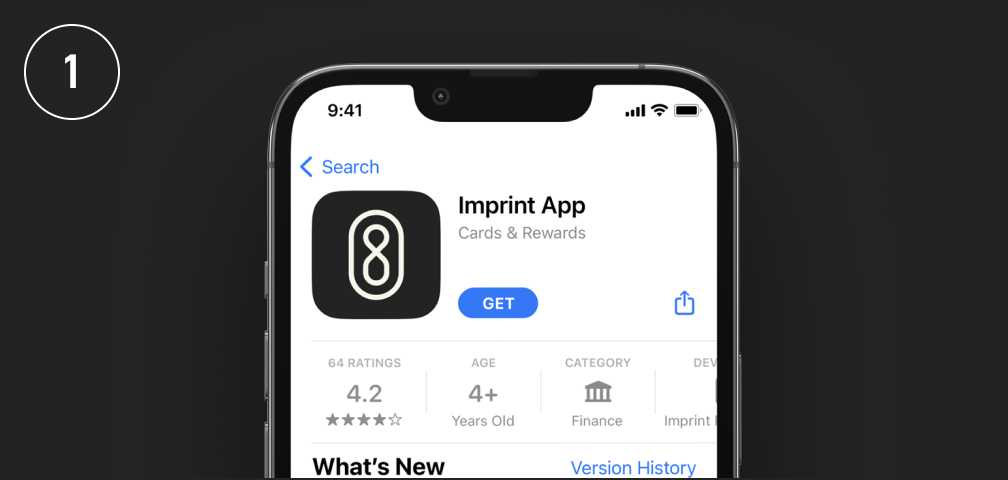 1
9:41
Search
Imprint App
Cards & Rewards
GET
64 RATINGS AGE CATEGORY DEV
4.2 4+
Years Old Finance Imprint
What's New Version History